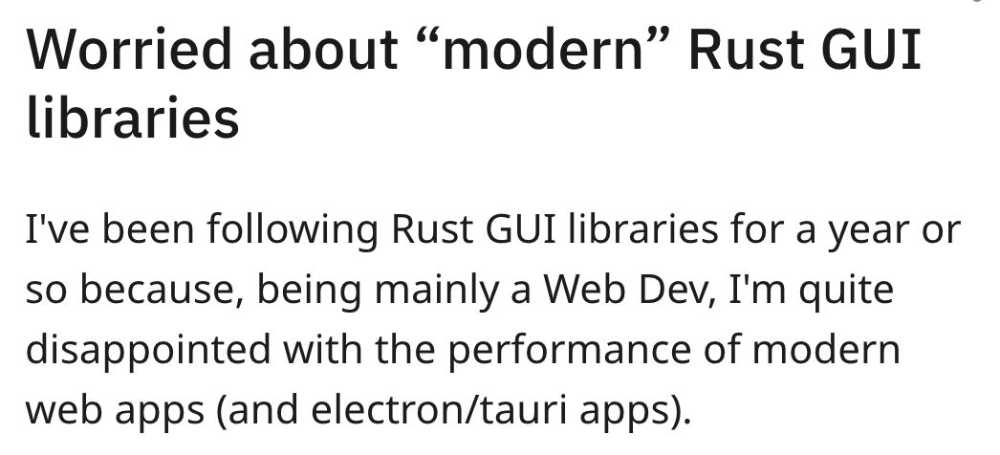 Worried about “modern” Rust GUI
libraries
I've been following Rust GUI libraries for a year or
so because, being mainly a Web Dev, I'm quite
disappointed with the performance of modern
web apps (and electron/tauri apps).